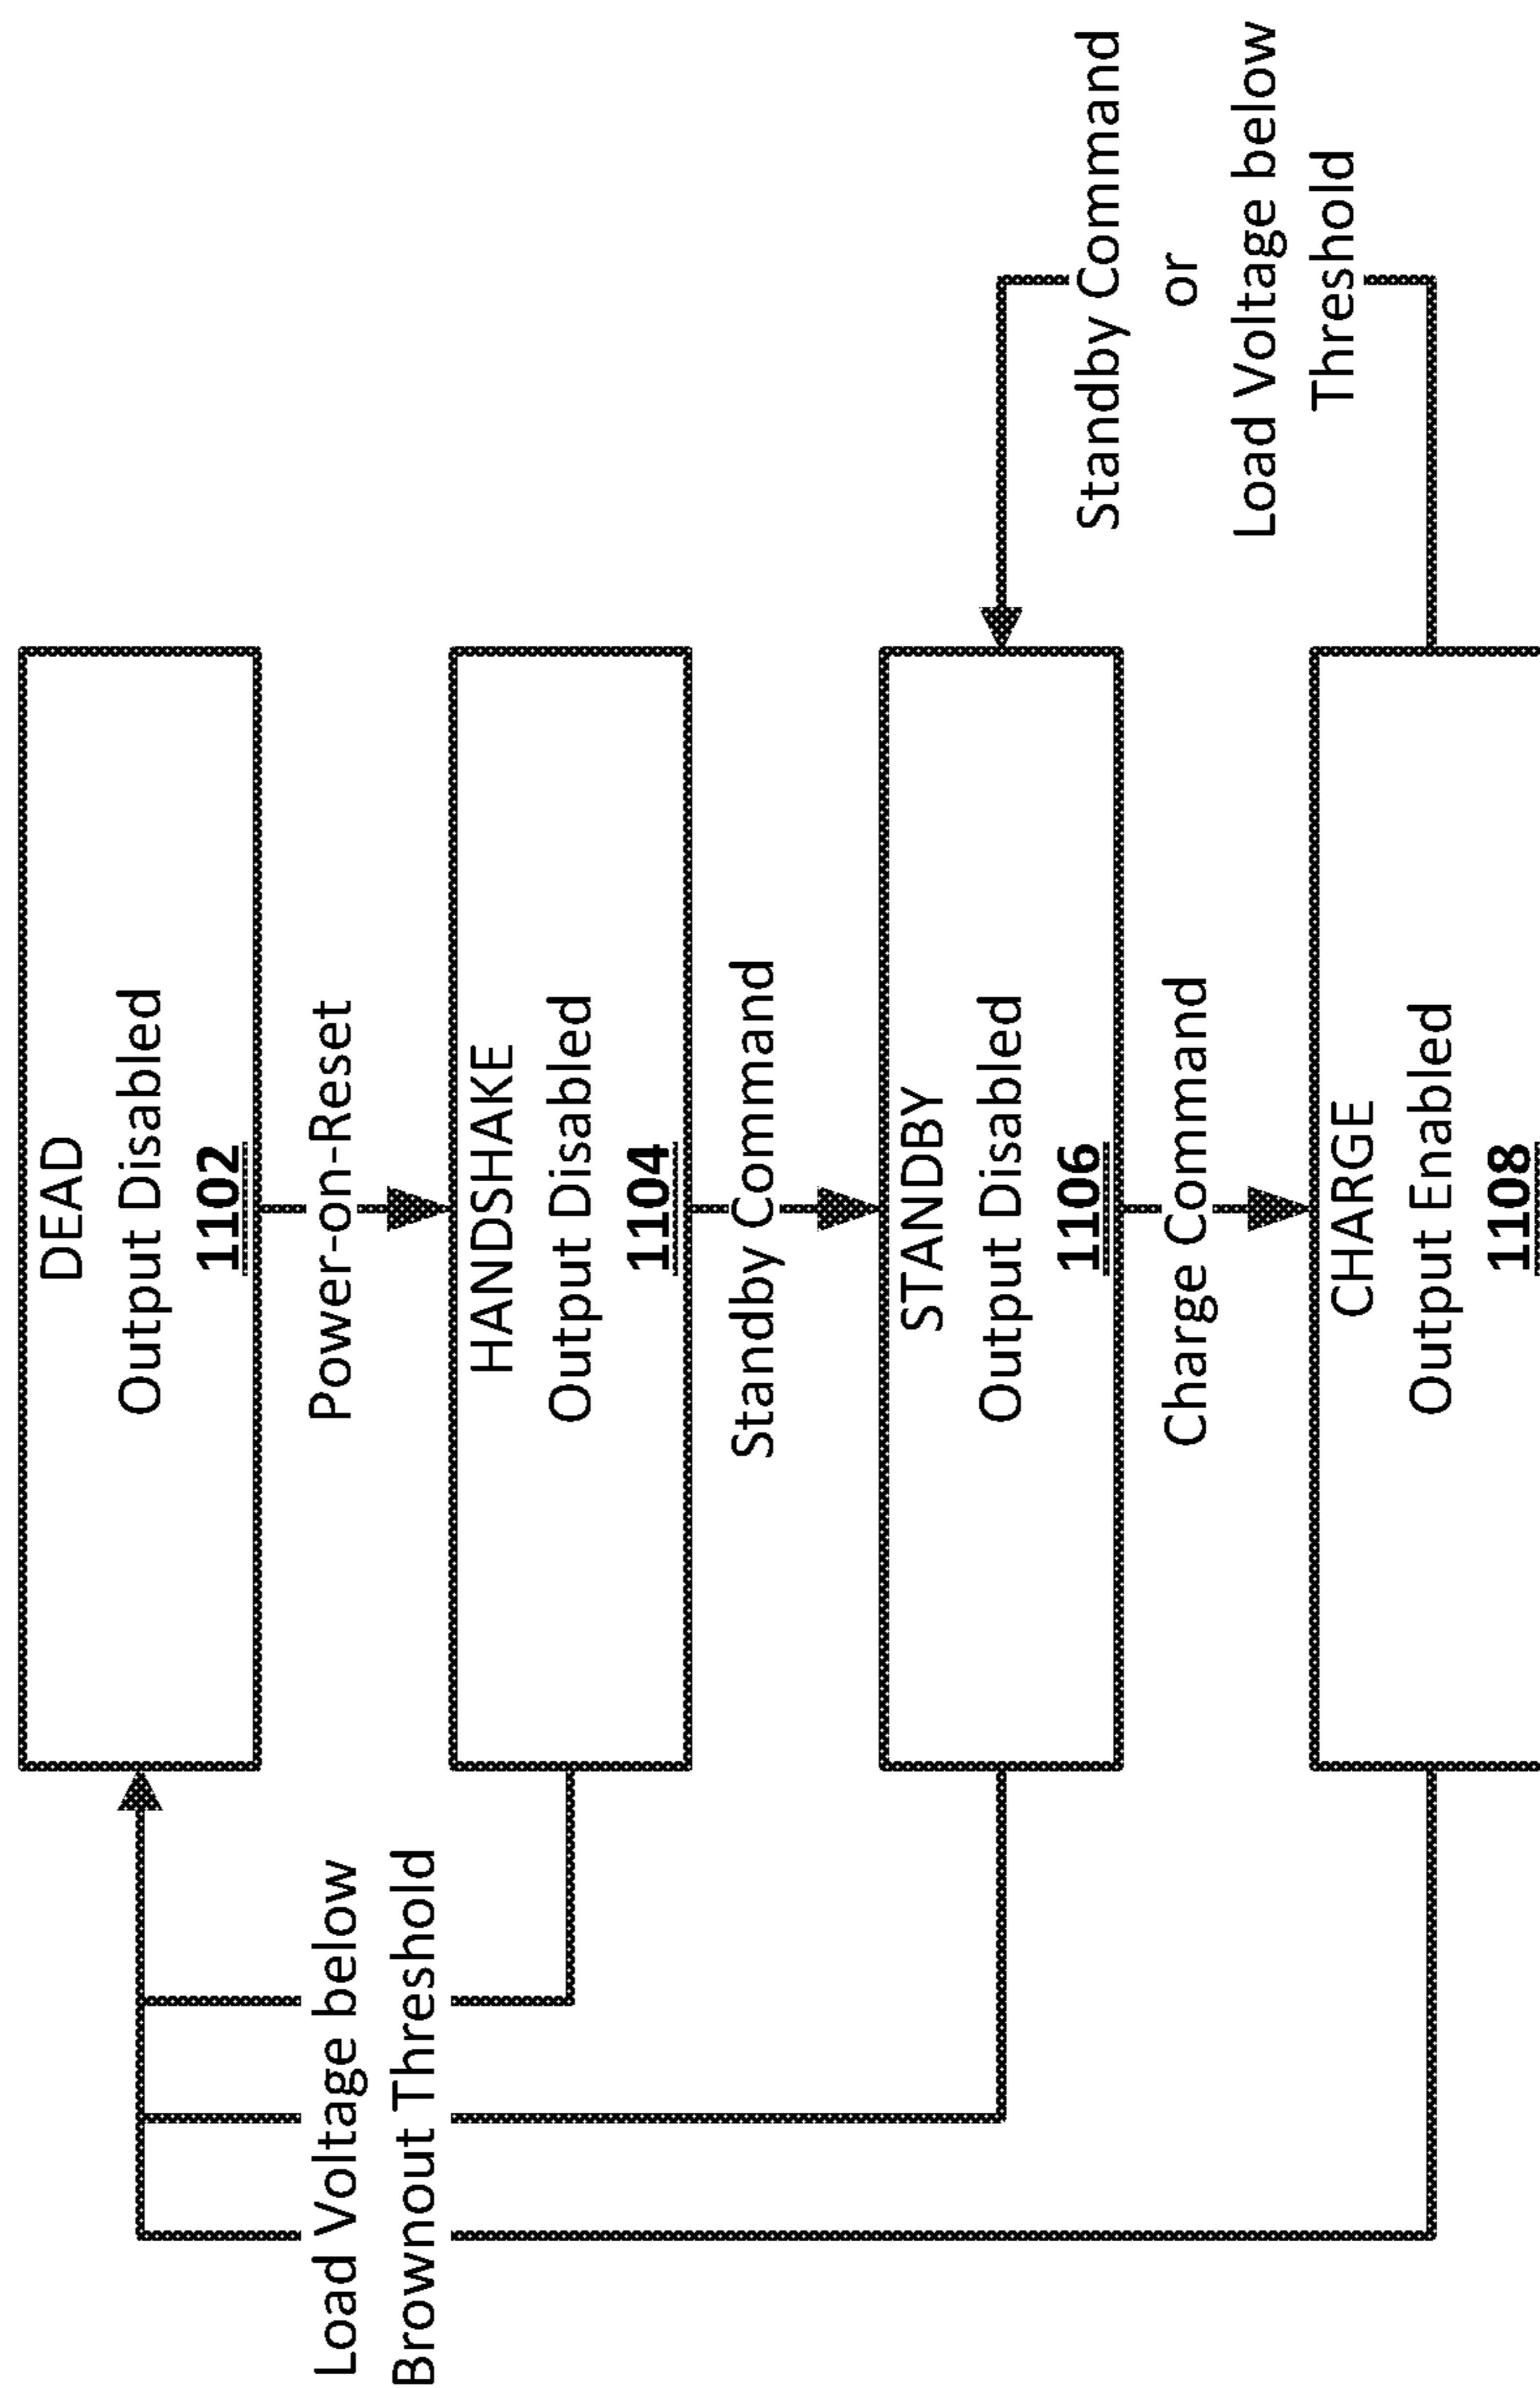 DEAD
Output Disabled
1102
Power-on-Reset
HANDSHAKE
Output Disabled
1104
Standby Command
STANDBY
Output Disabled
1106
Charge Command
CHARGE
Output Enabled
1108
Load Voltage below
Brownout Threshold
Standby Command
or
Load Voltage below
Threshold